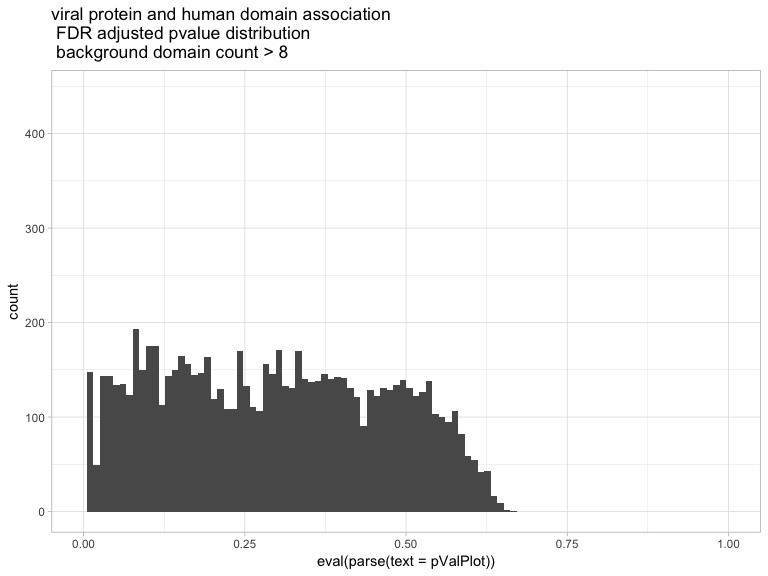 viral protein and human domain association
FDR adjusted pvalue distribution
background domain count > 8
400
300
200
100
0
count
0.00 0.25 0.50 0.75 1.00
eval(parse(text = pValPlot))